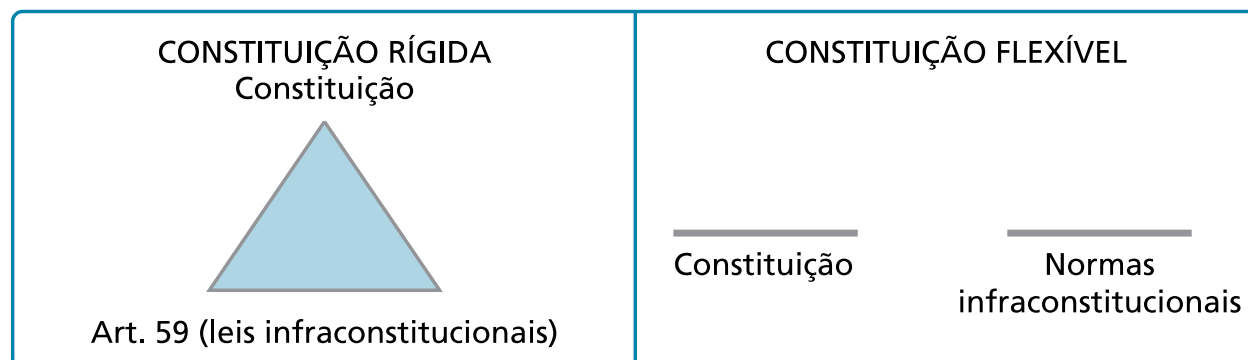 CONSTITUIÇÃO RÍGIDA
Constituição
Art. 59 (leis infraconstitucionais)
CONSTITUIÇÃO FLEXÍVEL
Constituição
Normas
infraconstitucionais